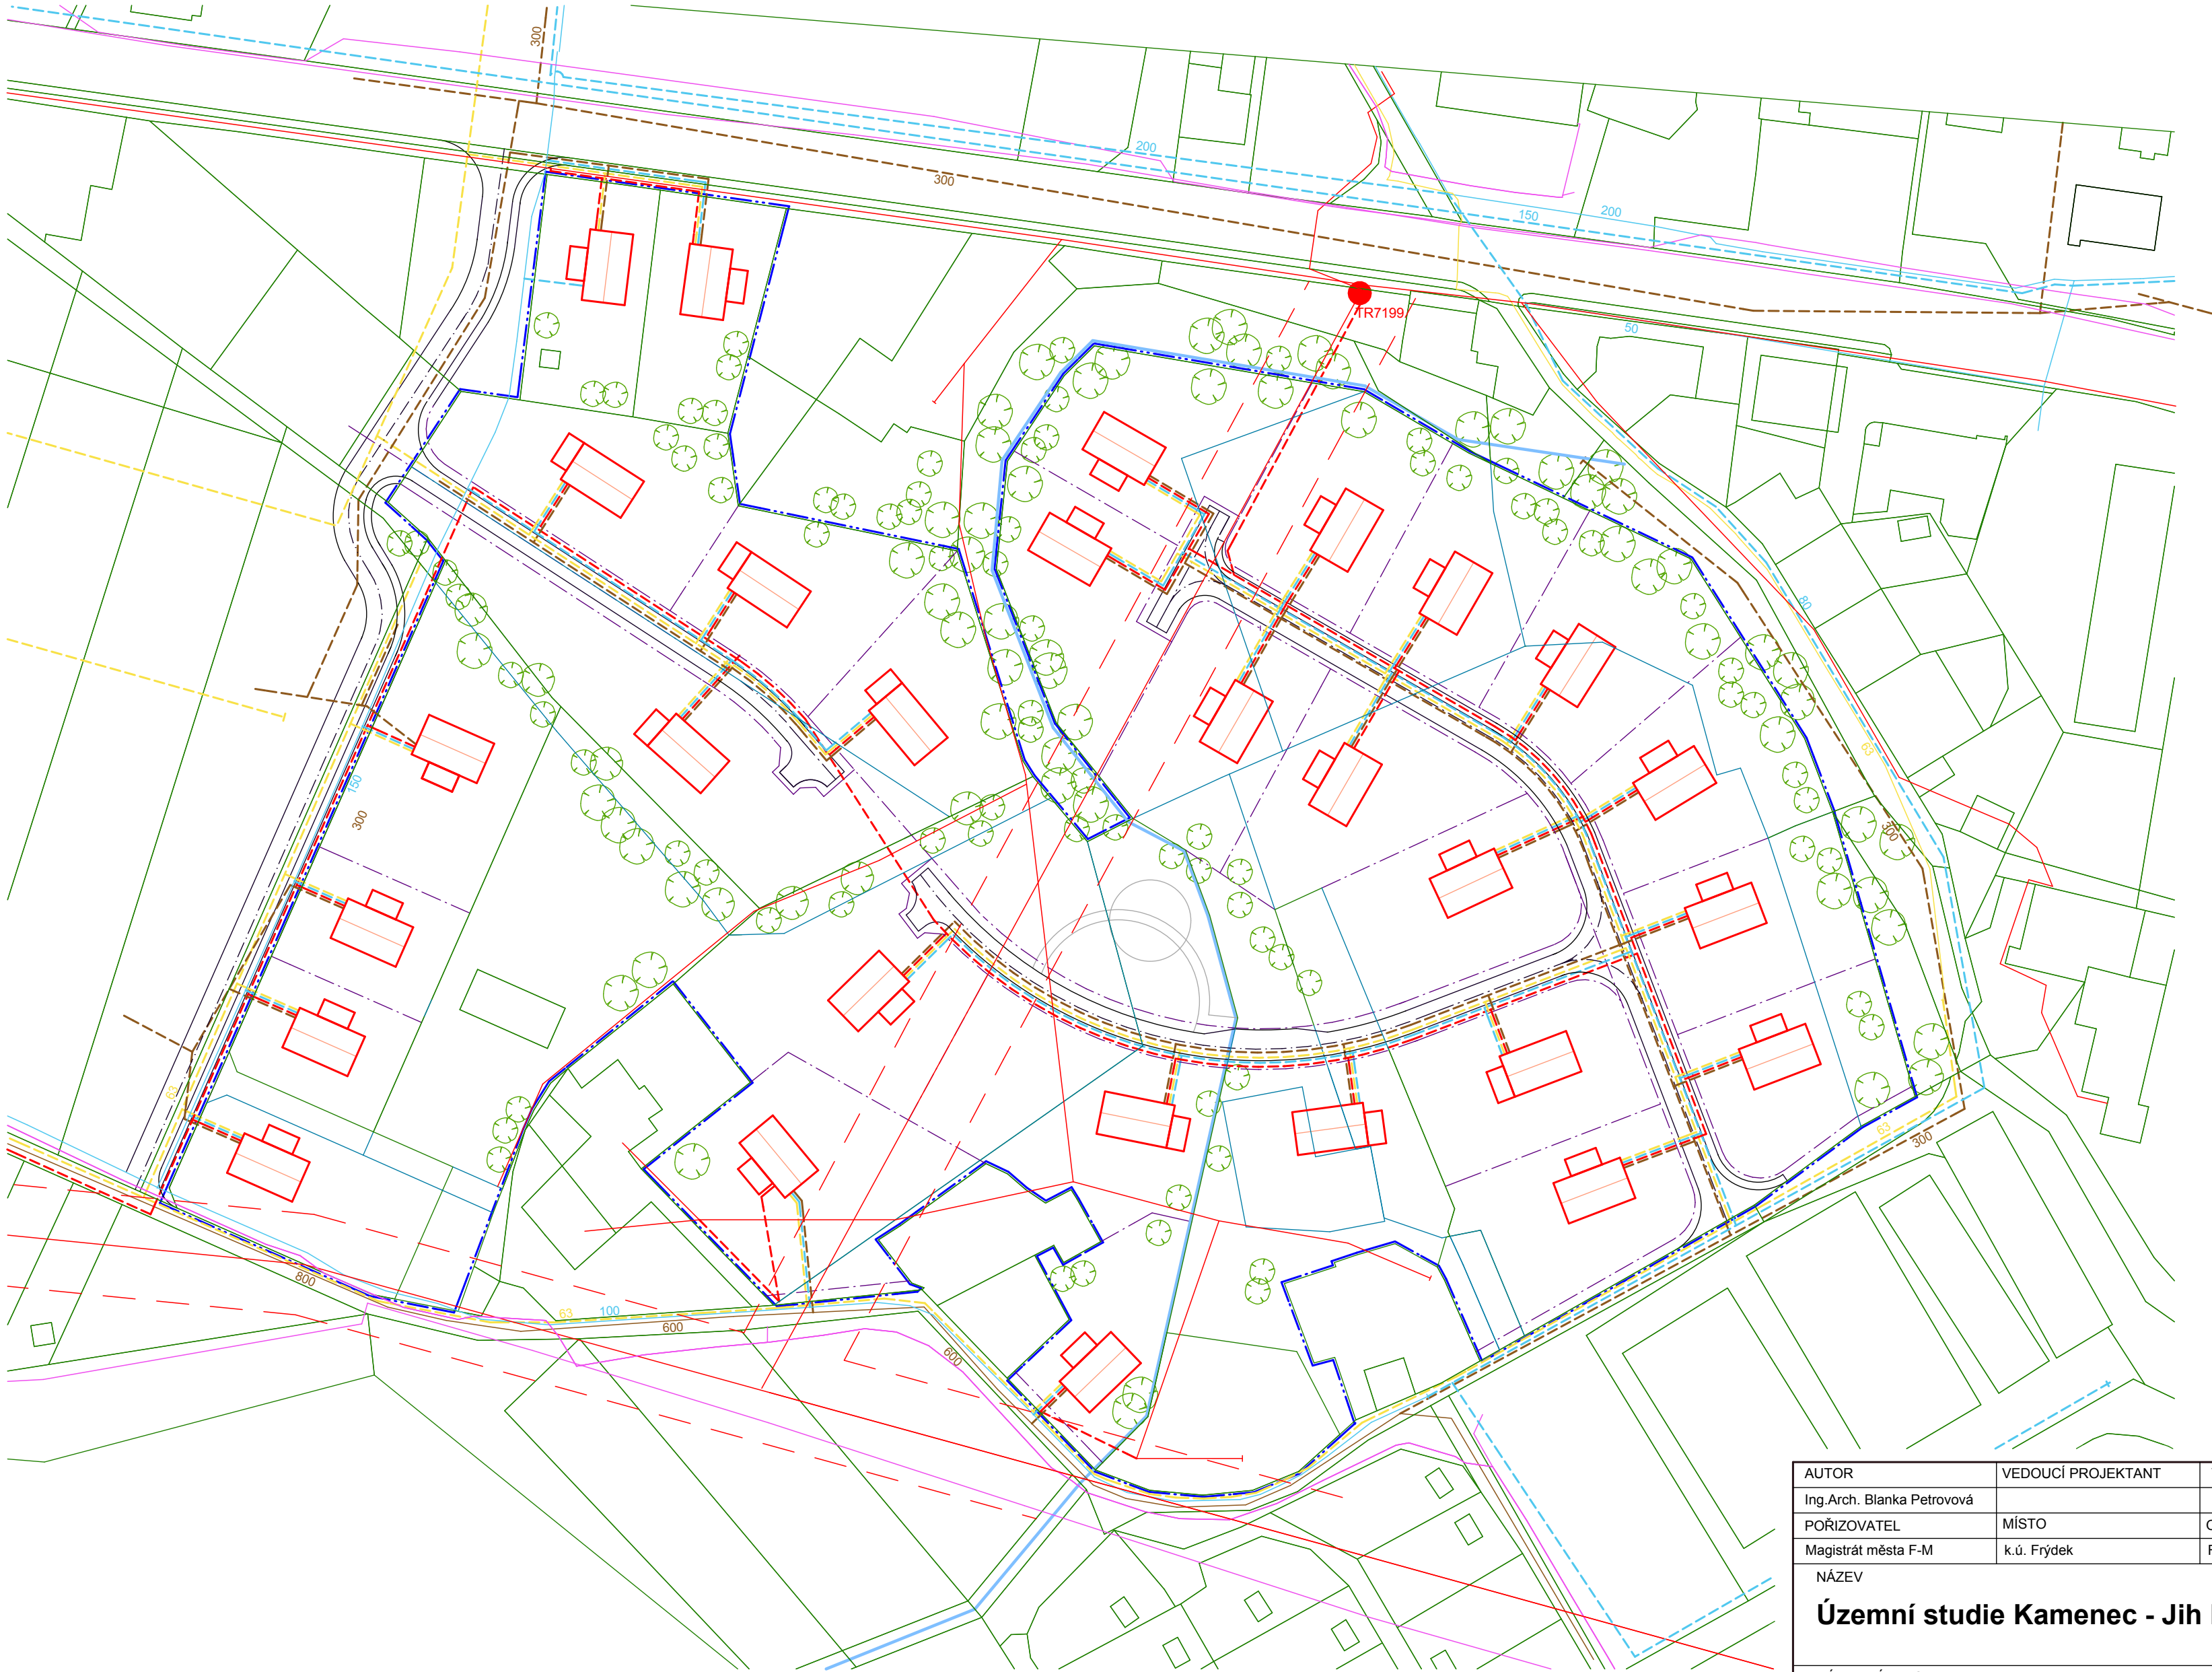 300
200
300
150
200
TR7199
50
80
63
300
150
300
63
63
300
800
63
100
600
600
AUTOR VEDOUCÍ PROJEKTANT
Ing.Arch. Blanka Petrovová
POŘIZOVATEL MÍSTO
Magistrát města F-M k.ú. Frýdek
NÁZEV
Územní studie Kamenec - Jih